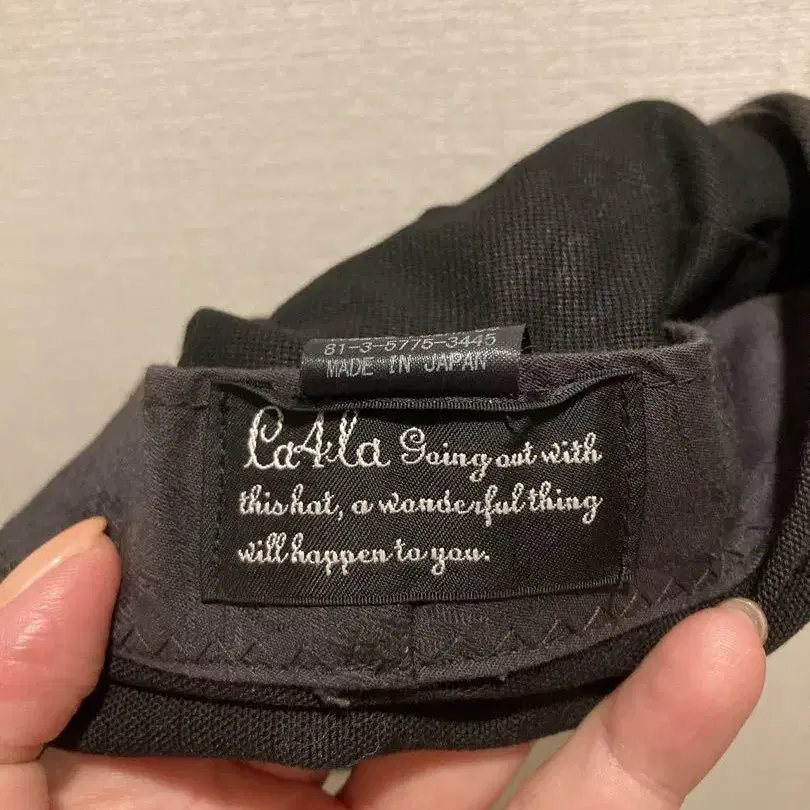 81-3-5775-3445
MADE IN JAPAN
Ca4la Going out with
this hat, a wonderful thing
will happen to you.